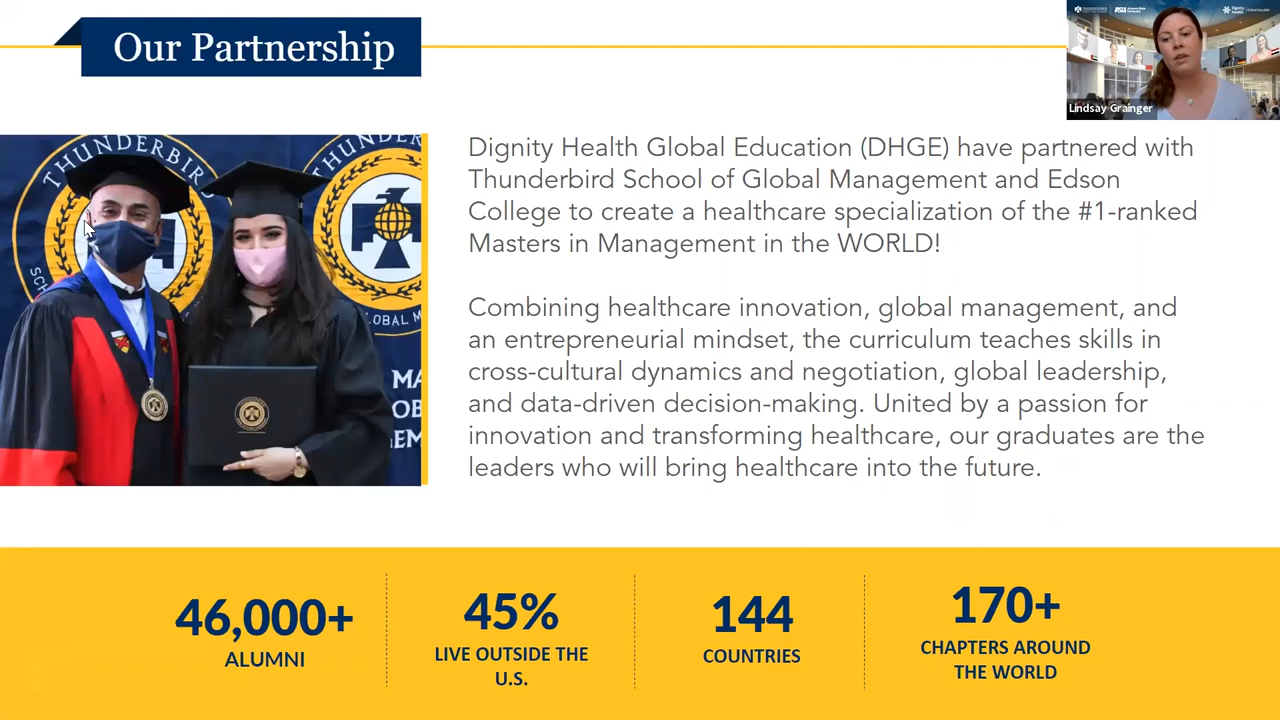 Our Partnership
Lindsay Grainger
THUNDERBIRD
Dignity Health Global Education (DHGE) have partnered with
Thunderbird School of Global Management and Edson
College to create a healthcare specialization of the #1-ranked
Masters in Management in the WORLD!
Combining healthcare innovation, global management, and
an entrepreneurial mindset, the curriculum teaches skills in
cross-cultural dynamics and negotiation, global leadership,
and data-driven decision-making. United by a passion for
innovation and transforming healthcare, our graduates are the
leaders who will bring healthcare into the future.
46,000+
ALUMNI
45%
LIVE OUTSIDE THE
U.S.
144
COUNTRIES
170+
CHAPTERS AROUND
THE WORLD